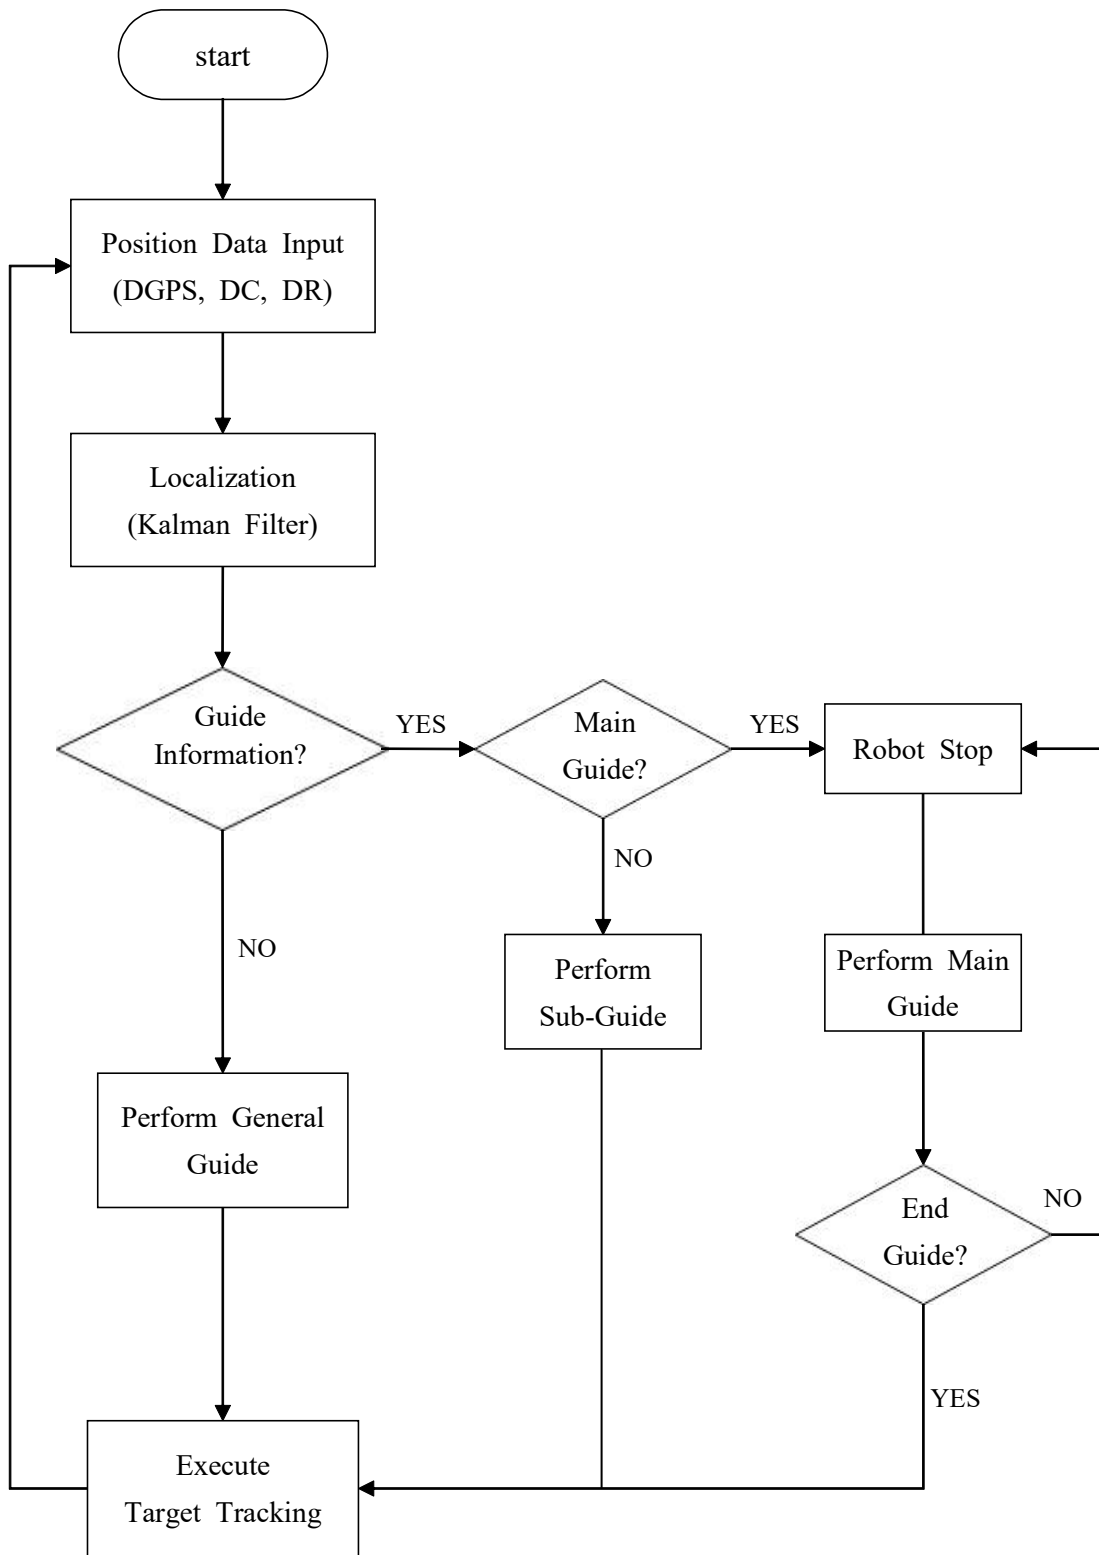 start
Position Data Input
(DGPS, DC, DR)
Localization
(Kalman Filter)
Guide
Information?
YES
Main
Guide?
YES
Robot Stop
NO
NO
Perform
Sub-Guide
Perform Main
Guide
Perform General
Guide
End
Guide?
NO
YES
Execute
Target Tracking